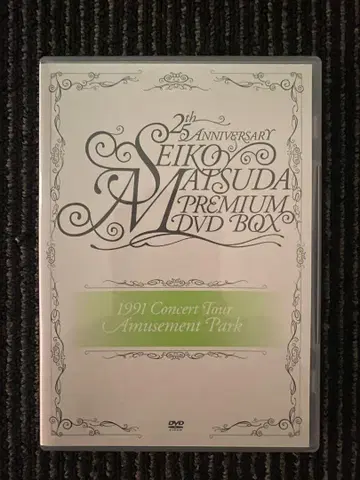 25th ANNIVERSARY
SEIKO
MATSUDA
PREMIUM
DVD BOX
1991 Concert Tour
Amusement Park
DVD